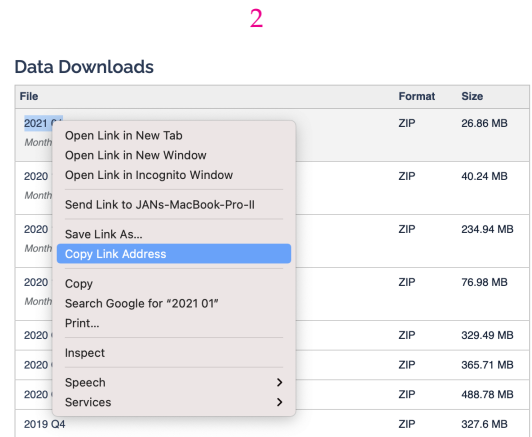 2
Data Downloads
File Format Size
2021 ZIP 26.86 MB
Open Link in New Tab
Month
Open Link in New Window
2020 Open Link in Incognito Window ZIP 40.24 MB
Month
Send Link to JANs-MacBook-Pro-II
2020 Save Link As... ZIP 234.94 MB
Month Copy Link Address
2020 Copy ZIP 76.98 MB
Month Search Google for “2021 01”
Print...
2020 ZIP 329.49 MB
Inspect
2020 ZIP 365.71 MB
Speech
2020 Services ZIP 488.78 MB
2019 Q4 ZIP 327.6 MB